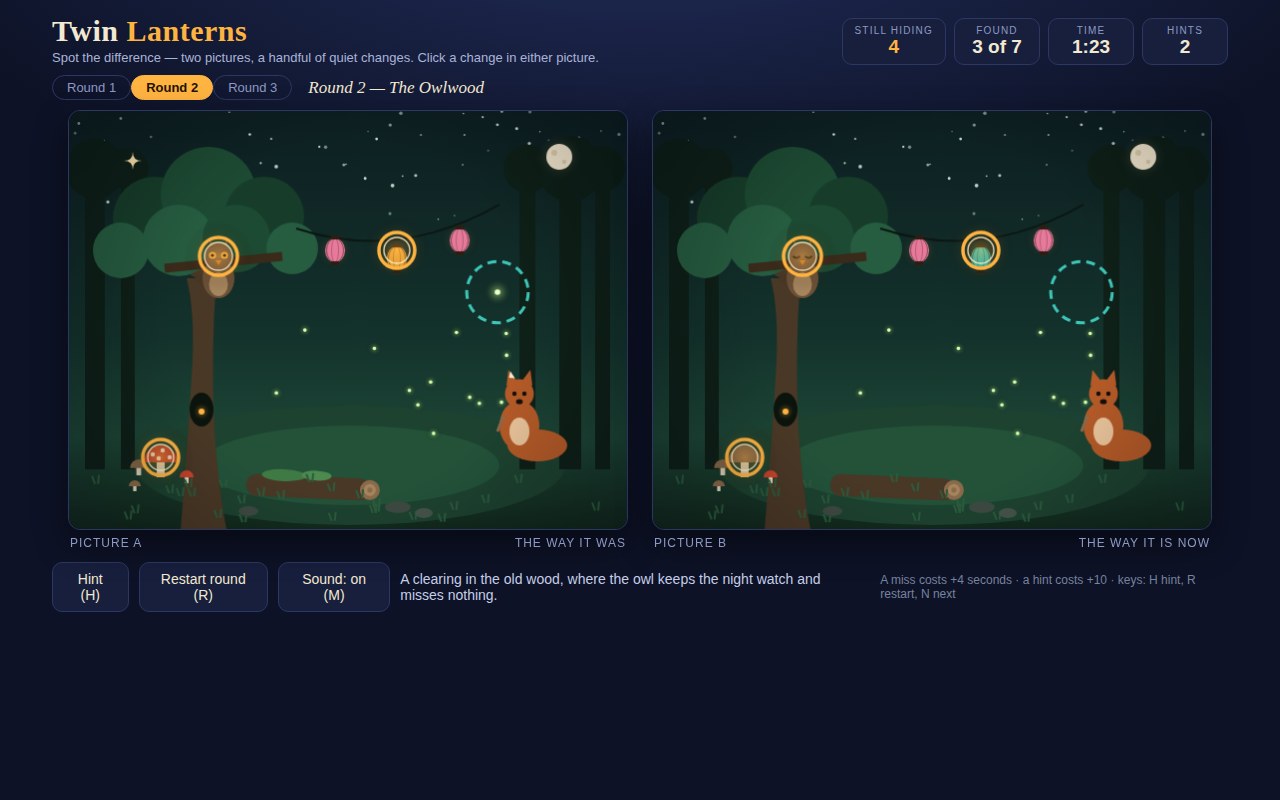 Twin Lanterns
Spot the difference — two pictures, a handful of quiet changes. Click a change in either picture.
STILL HIDING
4
FOUND
3 of 7
TIME
1:23
HINTS
2
Round 1
Round 2
Round 3
Round 2 — The Owlwood
PICTURE A
THE WAY IT WAS
PICTURE B
THE WAY IT IS NOW
Hint
(H)
Restart round
(R)
Sound: on
(M)
A clearing in the old wood, where the owl keeps the night watch and
misses nothing.
A miss costs +4 seconds · a hint costs +10 · keys: H hint, R
restart, N next